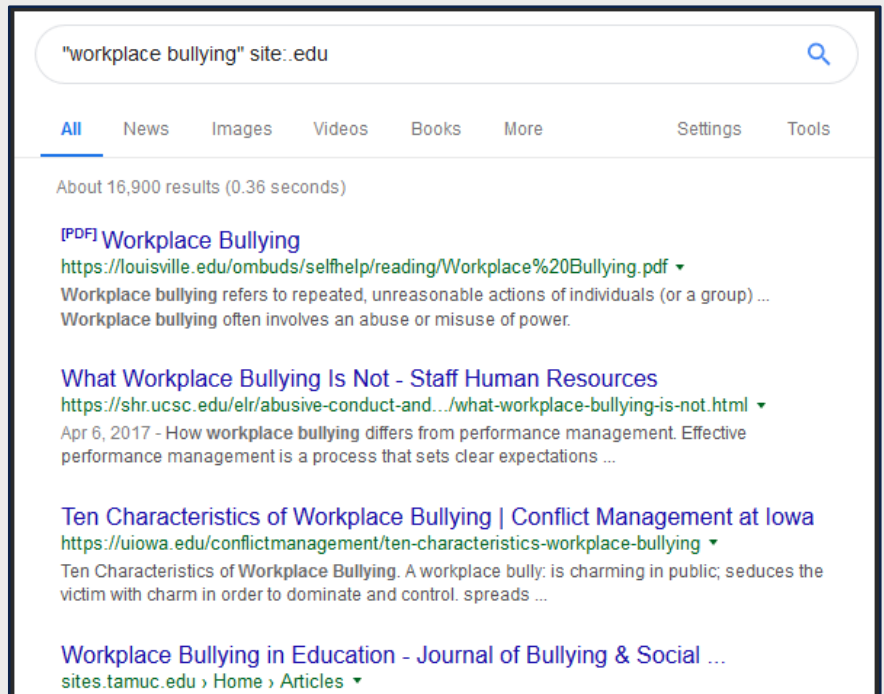 "workplace bullying" site:.edu
All News Images Videos Books More Settings Tools
About 16,900 results (0.36 seconds)
[PDF] Workplace Bullying
https://louisville.edu/ombuds/selfhelp/reading/Workplace%20Bullying.pdf
Workplace bullying refers to repeated, unreasonable actions of individuals (or a group) ...
Workplace bullying often involves an abuse or misuse of power.
What Workplace Bullying Is Not - Staff Human Resources
https://shr.ucsc.edu/elr/abusive-conduct-and.../what-workplace-bullying-is-not.html
Apr 6, 2017 - How workplace bullying differs from performance management. Effective
performance management is a process that sets clear expectations ...
Ten Characteristics of Workplace Bullying | Conflict Management at Iowa
https://uiowa.edu/conflictmanagement/ten-characteristics-workplace-bullying
Ten Characteristics of Workplace Bullying. A workplace bully: is charming in public; seduces the
victim with charm in order to dominate and control. spreads ...
Workplace Bullying in Education - Journal of Bullying & Social ...
sites.tamuc.edu › Home › Articles